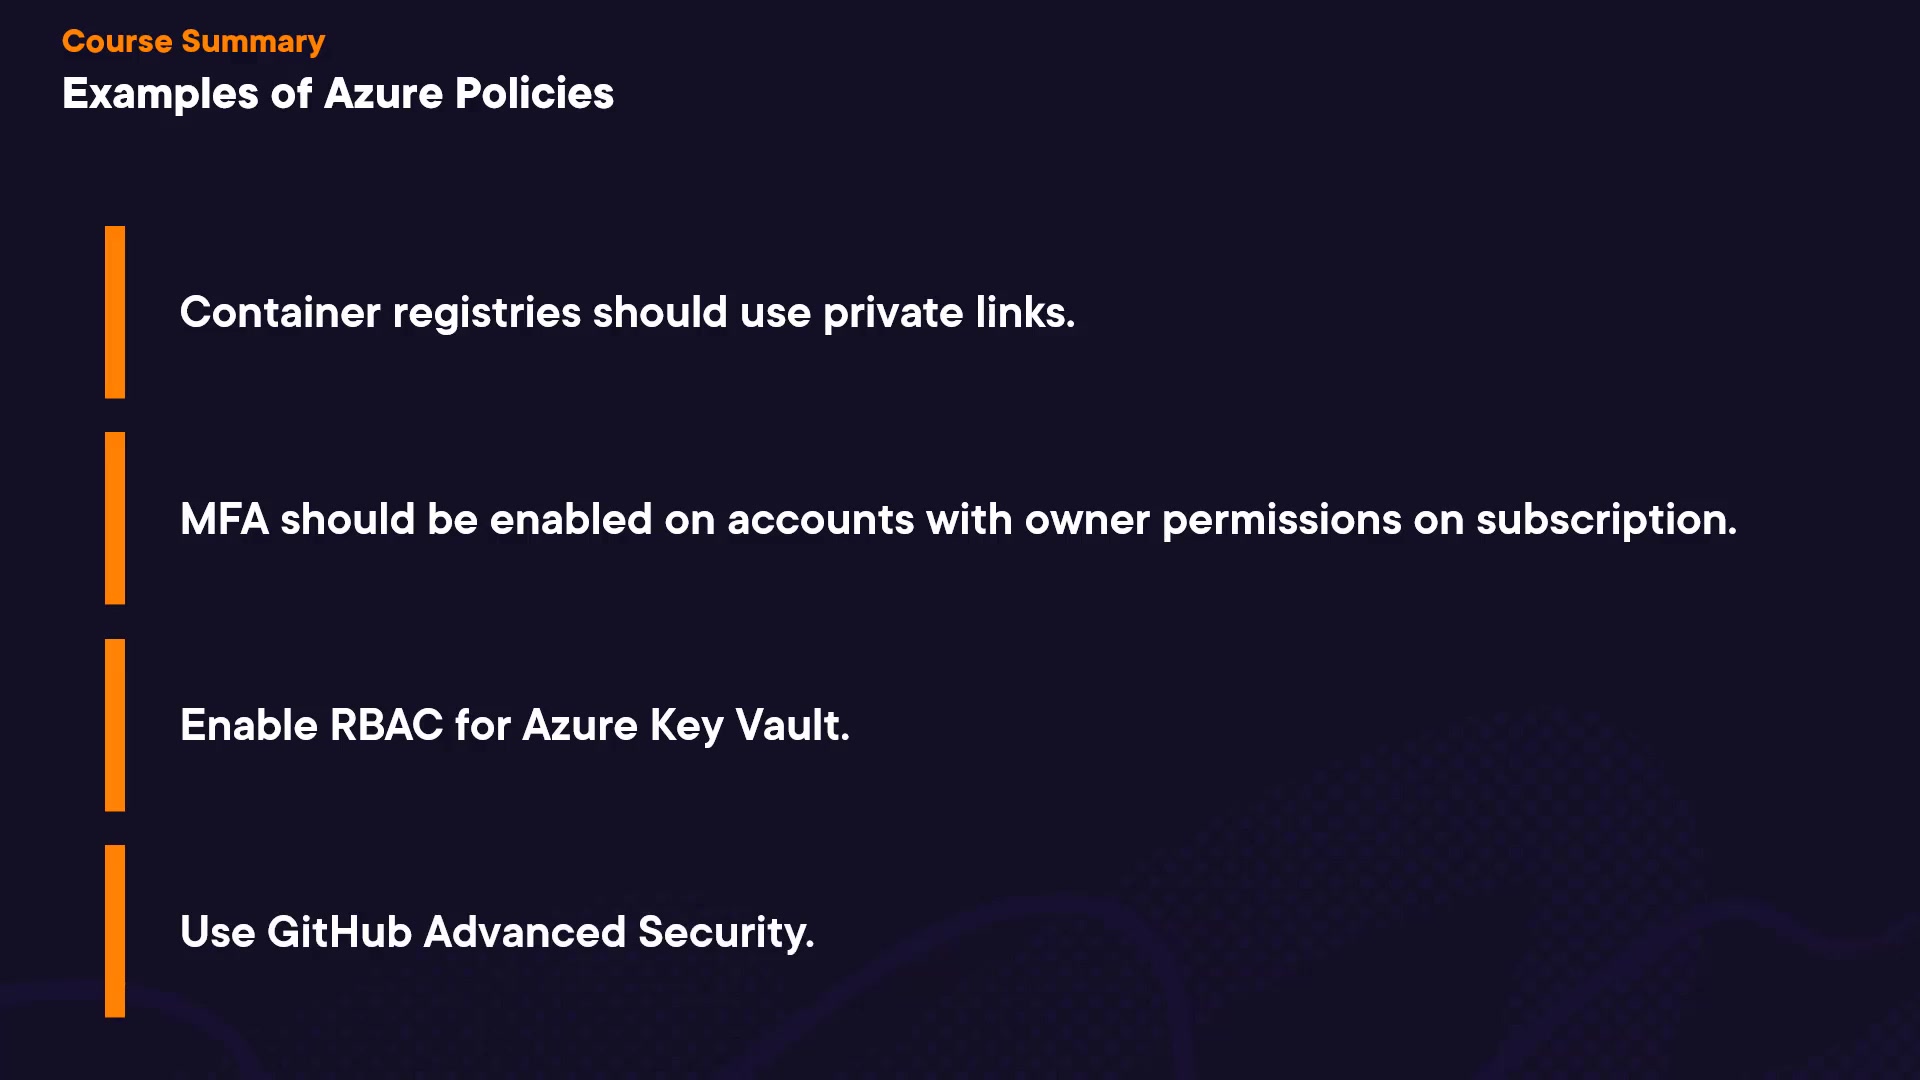 Course Summary
Examples of Azure Policies
Container registries should use private links.
MFA should be enabled on accounts with owner permissions on subscription.
Enable RBAC for Azure Key Vault.
Use GitHub Advanced Security.